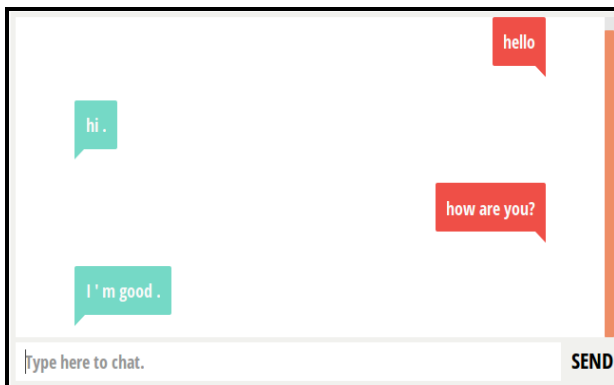 hello
hi .
how are you?
I ' m good .
Type here to chat.
SEND